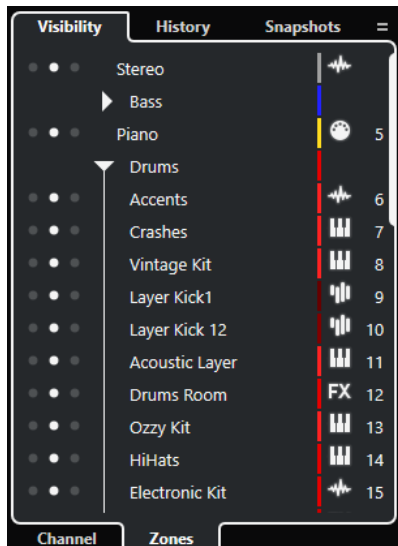 Visibility History Snapshots
Stereo
Bass
Piano 5
Drums
Accents 6
Crashes 7
Vintage Kit 8
Layer Kick1 9
Layer Kick 12 10
Acoustic Layer 11
Drums Room FX 12
Ozzy Kit 13
HiHats 14
Electronic Kit 15
Channel Zones